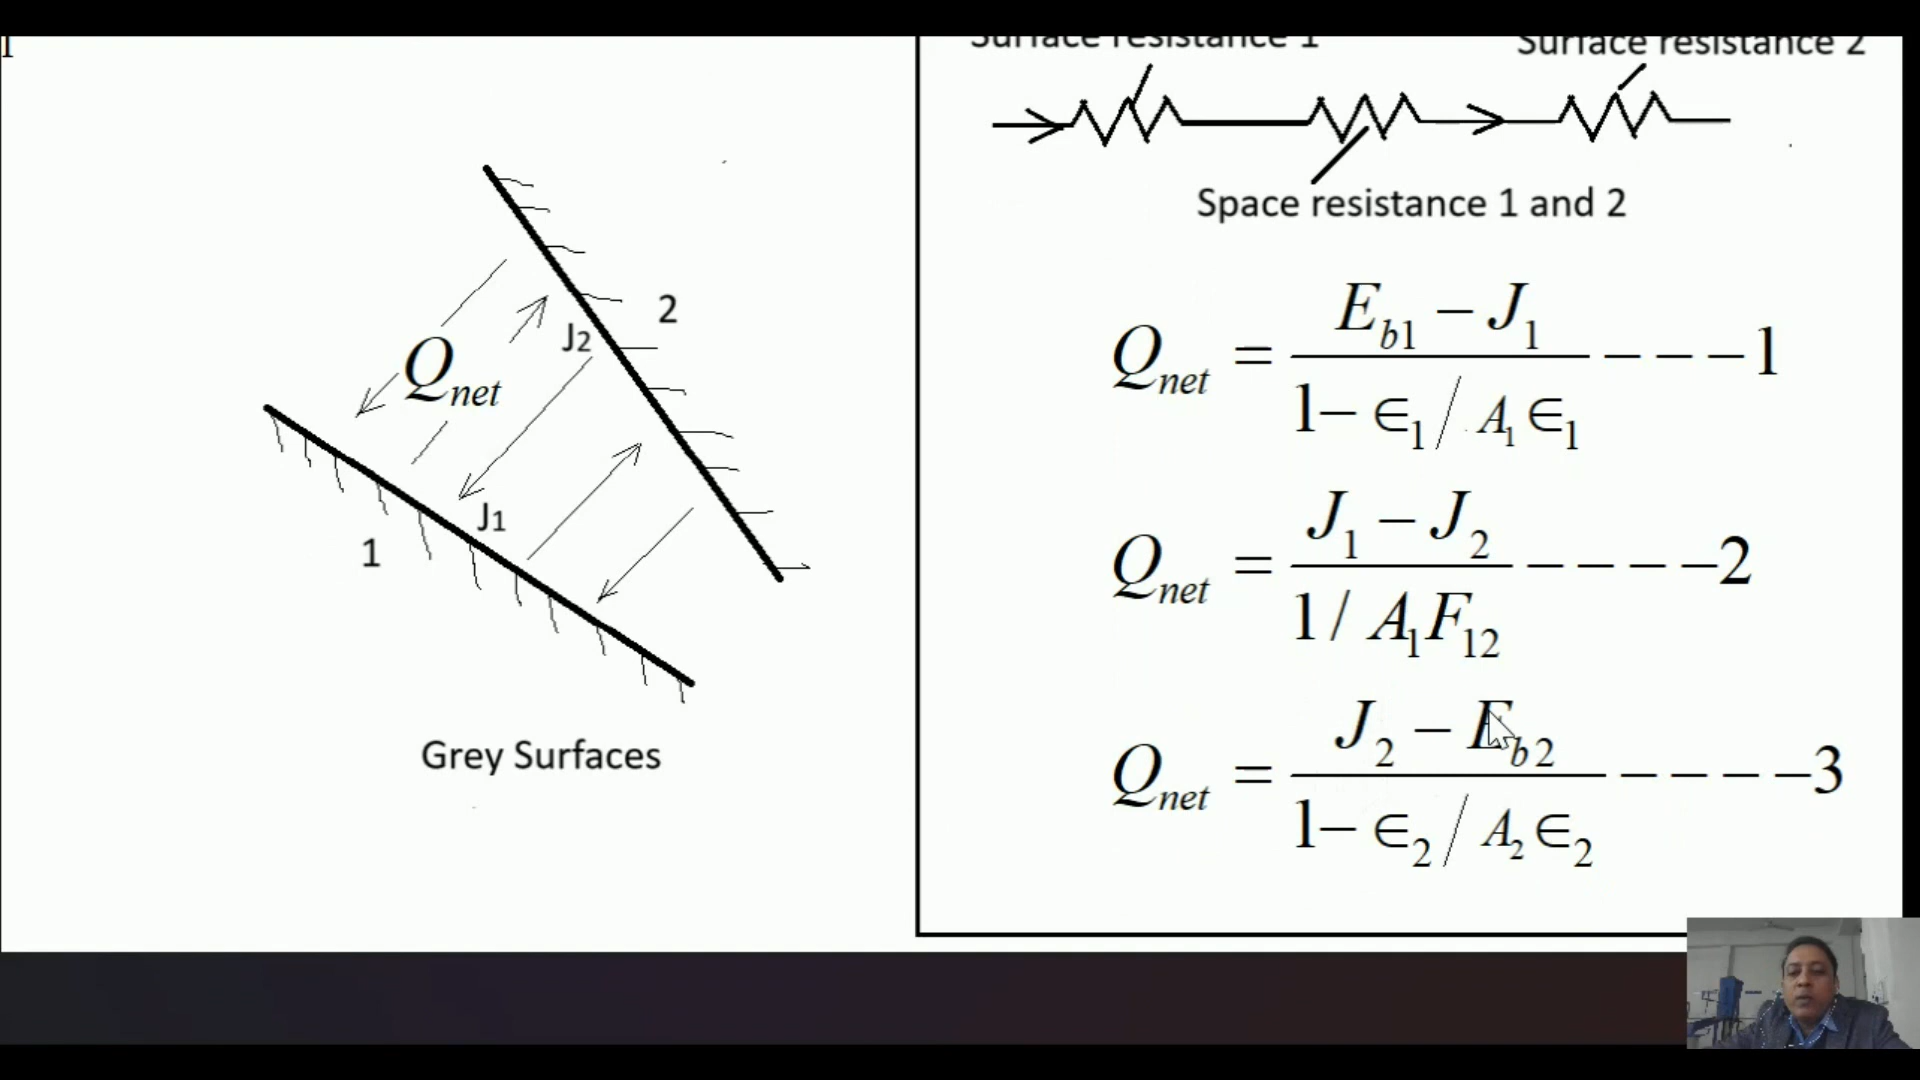 Surface resistance 1
Surface resistance 2
Space resistance 1 and 2
Q_net = (E_b1 − J_1) / (1− ∈_1 / A_1 ∈_1) − − − −1
Q_net = (J_1 − J_2) / (1 / A_1 F_12) − − − − −2
Q_net = (J_2 − E_b2) / (1− ∈_2 / A_2 ∈_2) − − − − −3
2
J2
Q_net
J1
1
Grey Surfaces